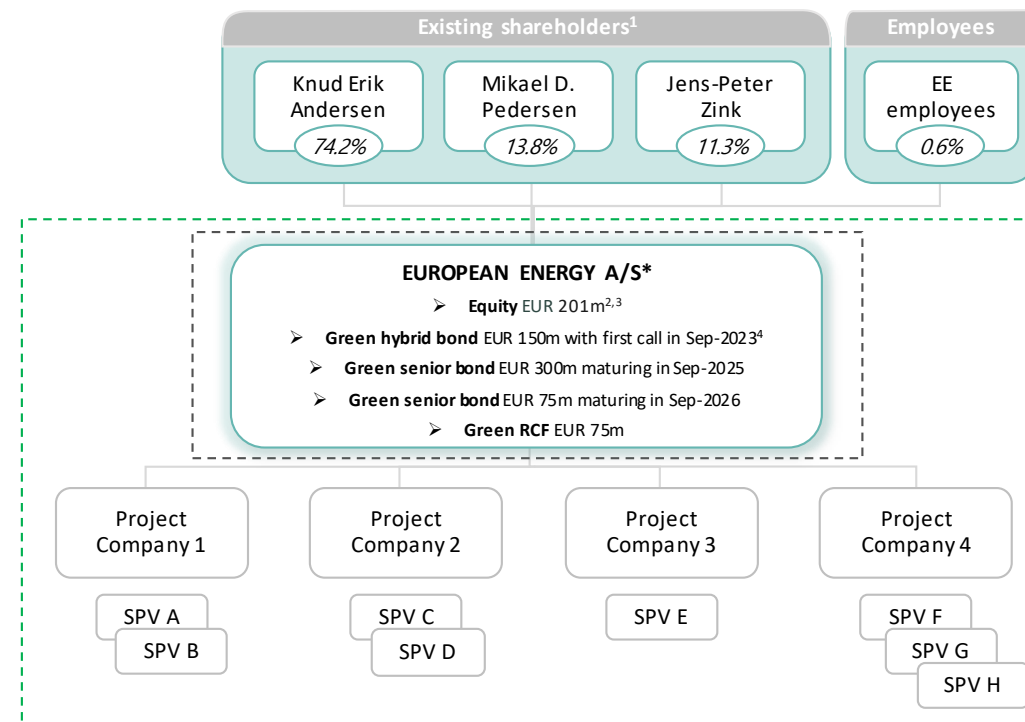 Existing shareholders1
Employees
Knud Erik
Andersen
74.2%
Mikael D.
Pedersen
13.8%
Jens-Peter
Zink
11.3%
EE
employees
0.6%
EUROPEAN ENERGY A/S*
➢ Equity EUR 201m2,3
➢ Green hybrid bond EUR 150m with first call in Sep-20234
➢ Green senior bond EUR 300m maturing in Sep-2025
➢ Green senior bond EUR 75m maturing in Sep-2026
➢ Green RCF EUR 75m
Project
Company 1
Project
Company 2
Project
Company 3
Project
Company 4
SPV A
SPV B
SPV C
SPV D
SPV E
SPV F
SPV G
SPV H